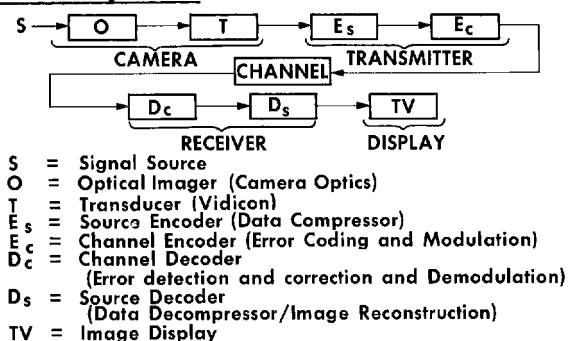 S O T Es Ec
CAMERA TRANSMITTER
CHANNEL
Dc Ds TV
RECEIVER DISPLAY
S = Signal Source
O = Optical Imager (Camera Optics)
T = Transducer (Vidicon)
Es = Source Encoder (Data Compressor)
Ec = Channel Encoder (Error Coding and Modulation)
Dc = Channel Decoder
(Error detection and correction and Demodulation)
Ds = Source Decoder
(Data Decompressor/Image Reconstruction)
TV = Image Display